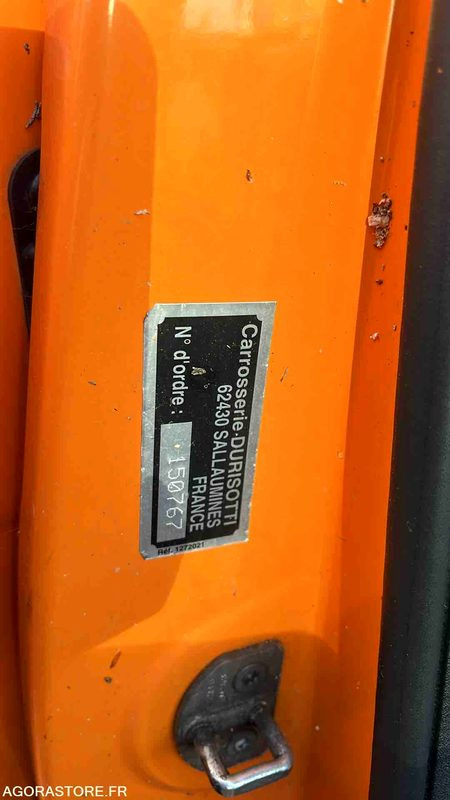 Carrosserie DURISOTTI
62430 SALLAUMINES
FRANCE
N° d'ordre : 150767
Réf. 1272021
AGORASTORE.FR